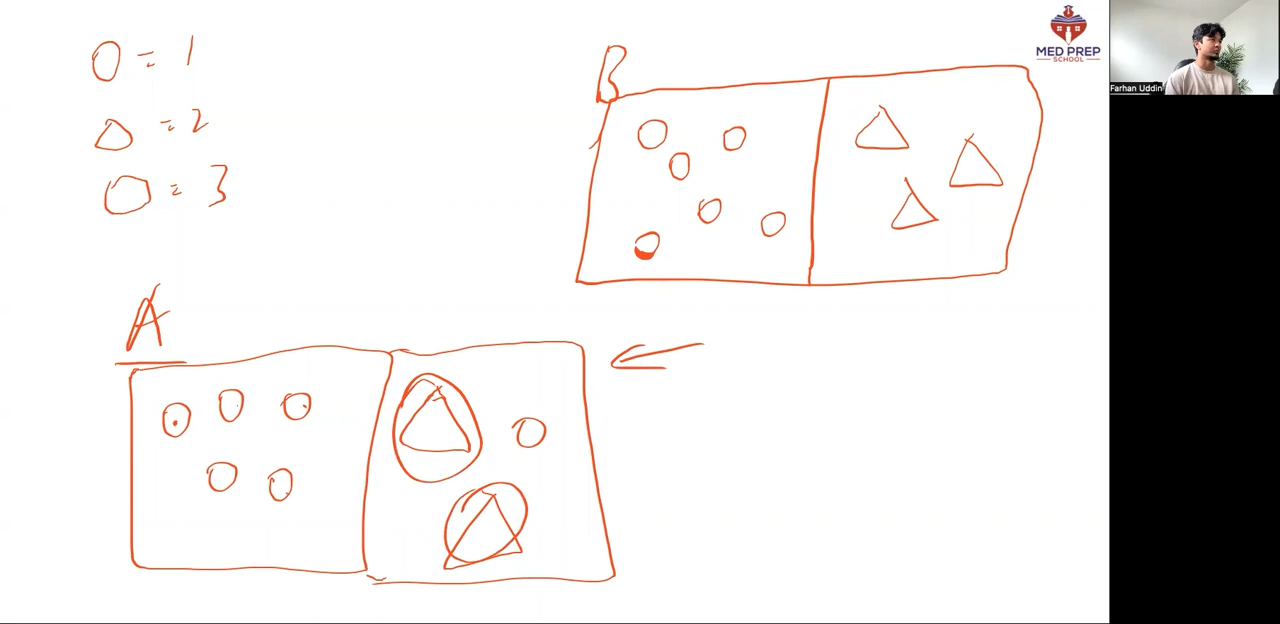 O = 1
Δ = 2
⬡ = 3
B
A
MED PREP
SCHOOL
Farhan Uddin